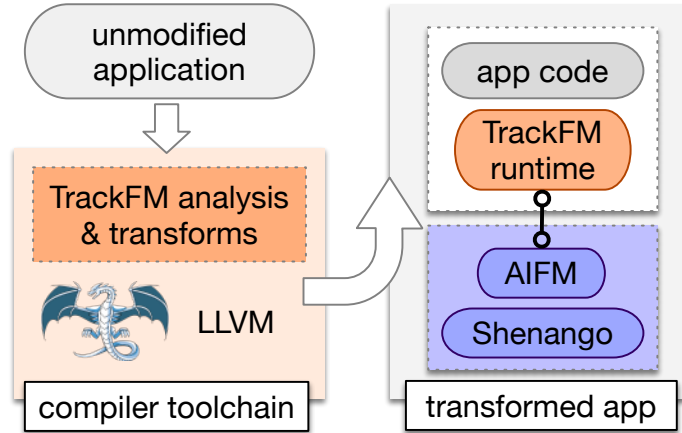 unmodified
application
TrackFM analysis
& transforms
LLVM
compiler toolchain
app code
TrackFM
runtime
AIFM
Shenango
transformed app